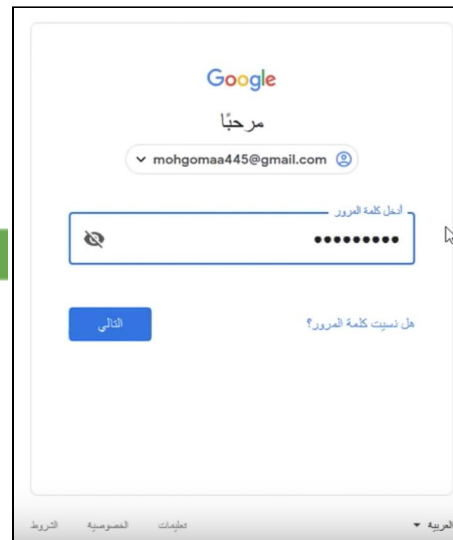 Google
مرحبًا
mohgomaa445@gmail.com
أدخل كلمة المرور
•••••••••
هل نسيت كلمة المرور؟
التالي
العربية
تعليمات
الخصوصية
الشروط